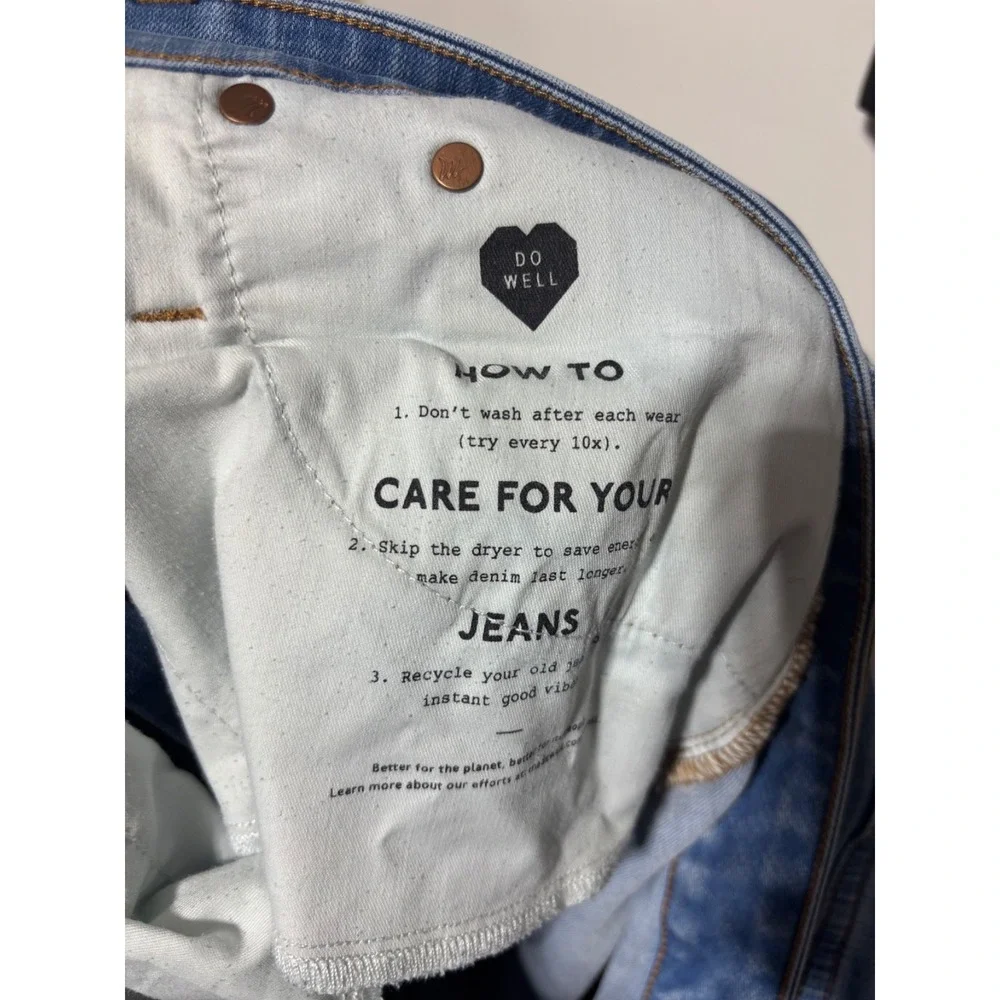 DO
WELL
HOW TO
1. Don't wash after each wear
(try every 10x).
CARE FOR YOUR
2. Skip the dryer to save
make denim last longer.
JEANS
3. Recycle your old
instant good
—
Better for the planet,
Learn more about our efforts at